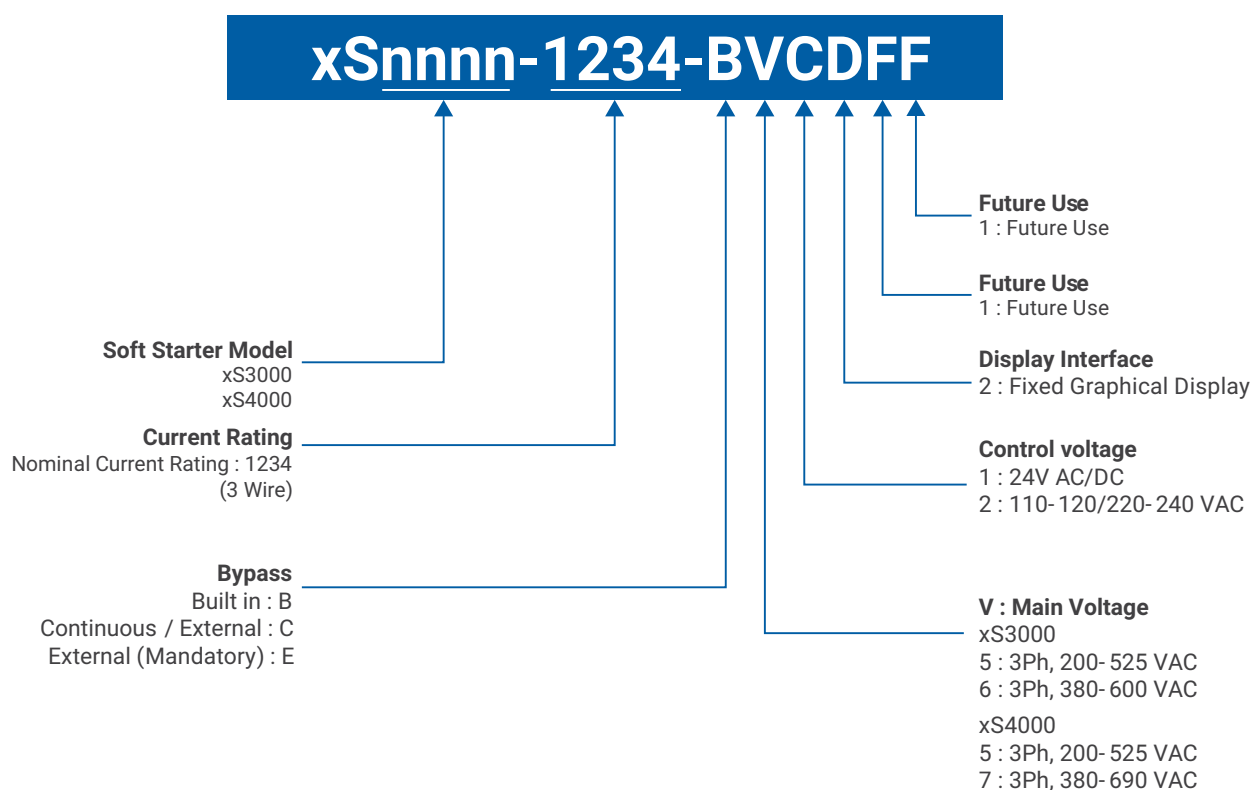 xSnnnn-1234-BVCDFF
Soft Starter Model
xS3000
xS4000
Current Rating
Nominal Current Rating : 1234
(3 Wire)
Bypass
Built in : B
Continuous / External : C
External (Mandatory) : E
Future Use
1 : Future Use
Future Use
1 : Future Use
Display Interface
2 : Fixed Graphical Display
Control voltage
1 : 24V AC/DC
2 : 110-120/220-240 VAC
V : Main Voltage
xS3000
5 : 3Ph, 200-525 VAC
6 : 3Ph, 380-600 VAC
xS4000
5 : 3Ph, 200-525 VAC
7 : 3Ph, 380-690 VAC